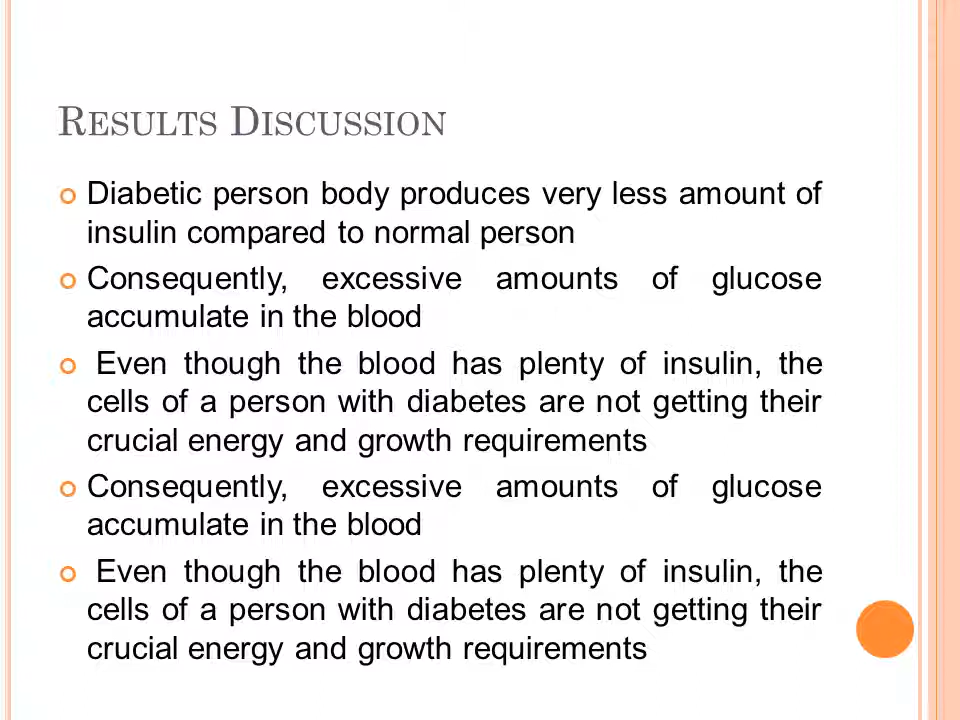 RESULTS DISCUSSION
Diabetic person body produces very less amount of
insulin compared to normal person
Consequently, excessive amounts of glucose
accumulate in the blood
Even though the blood has plenty of insulin, the
cells of a person with diabetes are not getting their
crucial energy and growth requirements
Consequently, excessive amounts of glucose
accumulate in the blood
Even though the blood has plenty of insulin, the
cells of a person with diabetes are not getting their
crucial energy and growth requirements